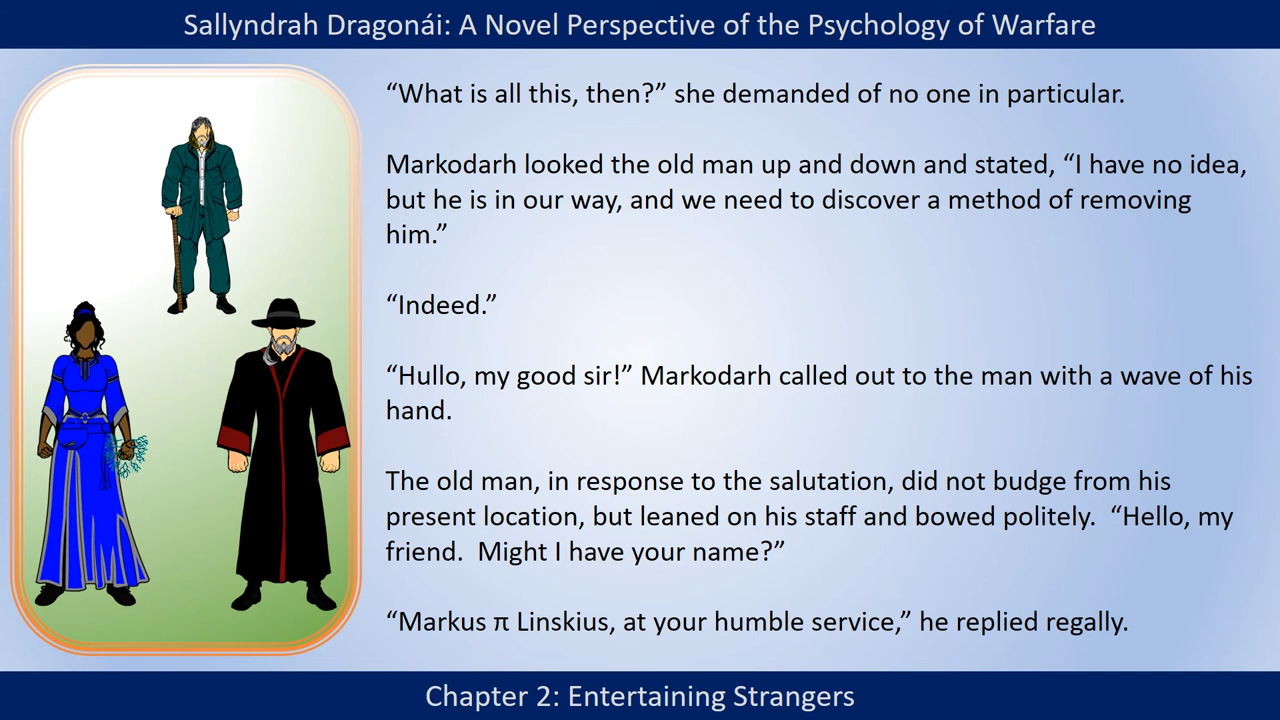 Sallyndrah Dragonái: A Novel Perspective of the Psychology of Warfare
“What is all this, then?” she demanded of no one in particular.
Markodarh looked the old man up and down and stated, “I have no idea,
but he is in our way, and we need to discover a method of removing
him.”
“Indeed.”
“Hullo, my good sir!” Markodarh called out to the man with a wave of his
hand.
The old man, in response to the salutation, did not budge from his
present location, but leaned on his staff and bowed politely.  “Hello, my
friend.  Might I have your name?”
“Markus π Linskius, at your humble service,” he replied regally.
Chapter 2: Entertaining Strangers